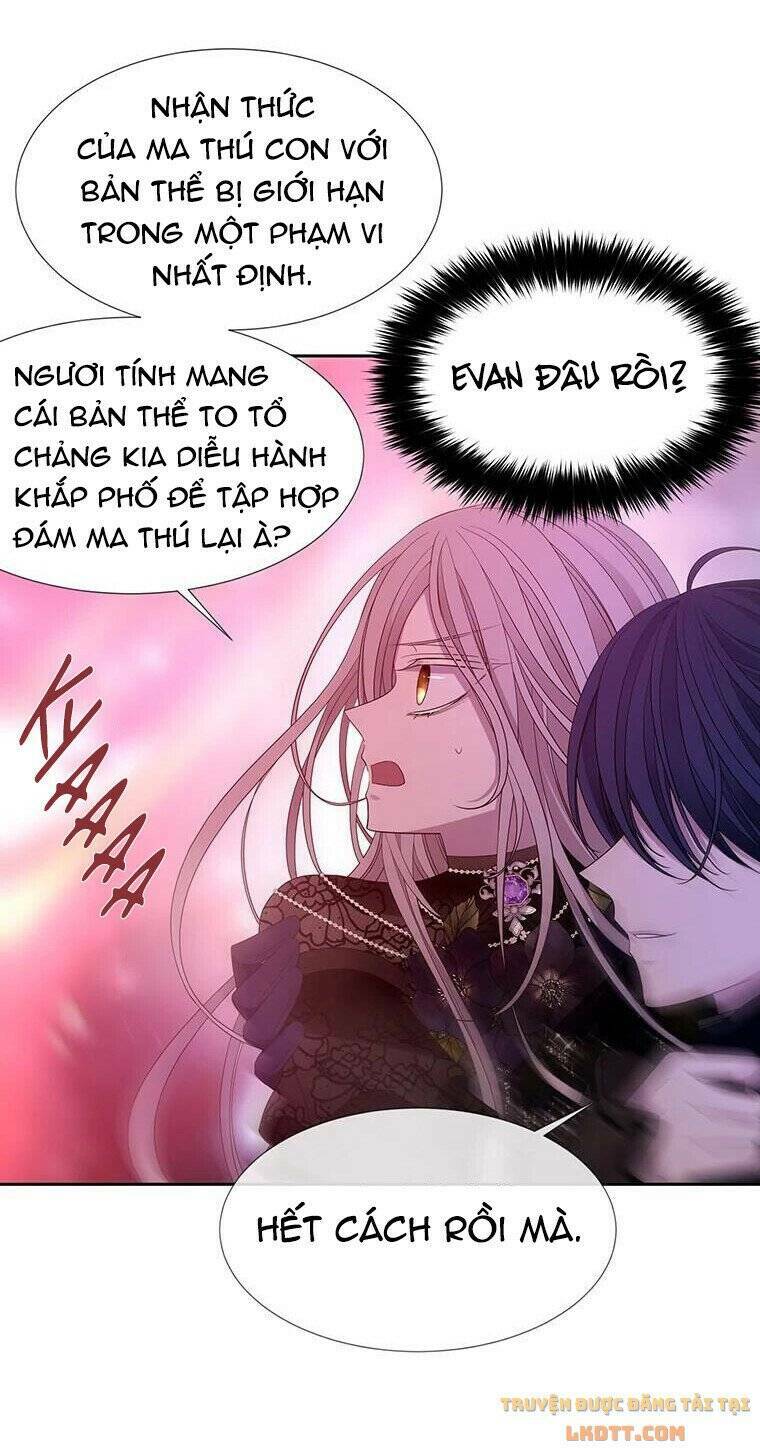 NHẬN THỨC
CỦA MA THÚ CON VỚI
BẢN THỂ BỊ GIỚI HẠN
TRONG MỘT PHẠM VI
NHẤT ĐỊNH.
NGƯƠI TÍNH MANG
CÁI BẢN THỂ TO TỔ
CHẢNG KIA DIỄU HÀNH
KHẮP PHỐ ĐỂ TẬP HỢP
ĐÁM MA THÚ LẠI À?
EVAN ĐÂU RỒI?
KYAAAA
HẾT CÁCH RỒI MÀ.
TRUYỆN ĐƯỢC ĐĂNG TẢI TẠI
LKDTT.COM